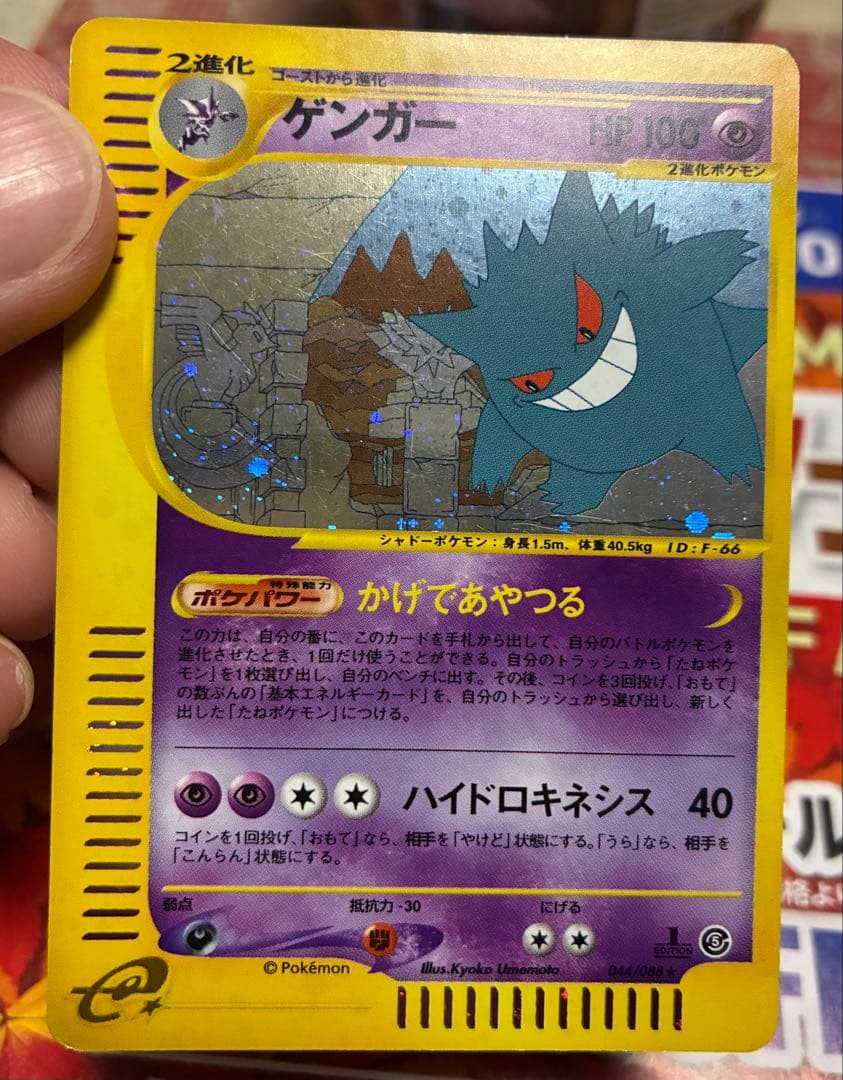 2進化
ゴーストから進化
ゲンガー
HP 100
2進化ポケモン
シャドーポケモン：身長1.5m、体重40.5kg ID：F-66
特殊能力
ポケパワー
かげであやつる
この力は、自分の番に、このカードを手札から出して、自分のバトルポケモンを
進化させたとき、1回だけ使うことができる。自分のトラッシュから「たねポケ
モン」を1枚選び出し、自分のベンチに出す。その後、コインを3回投げ、「おもて」
の数ぶんの「基本エネルギーカード」を、自分のトラッシュから選び出し、新しく
出した「たねポケモン」につける。
ハイドロキネシス 40
コインを1回投げ、「おもて」なら、相手を「やけど」状態にする。「うら」なら、相手を
「こんらん」状態にする。
弱点
抵抗力 -30
にげる
1 EDITION
5
© Pokémon
Illus.Kyoko Umemoto
044/088 ★
e
ル
格よ